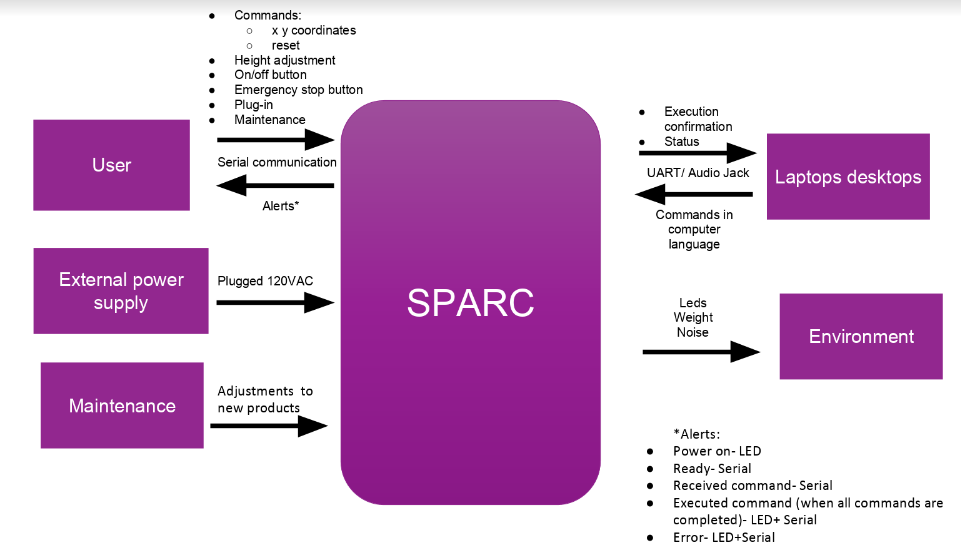 ● Commands:
○ x y coordinates
○ reset
● Height adjustment
● On/off button
● Emergency stop button
● Plug-in
● Maintenance
User
Serial communication
Alerts*
External power
supply
Plugged 120VAC
Maintenance
Adjustments to
new products
SPARC
● Execution
confirmation
● Status
UART/ Audio Jack
Commands in
computer
language
Laptops desktops
Leds
Weight
Noise
Environment
*Alerts:
● Power on- LED
● Ready- Serial
● Received command- Serial
● Executed command (when all commands are
completed)- LED+ Serial
● Error- LED+Serial